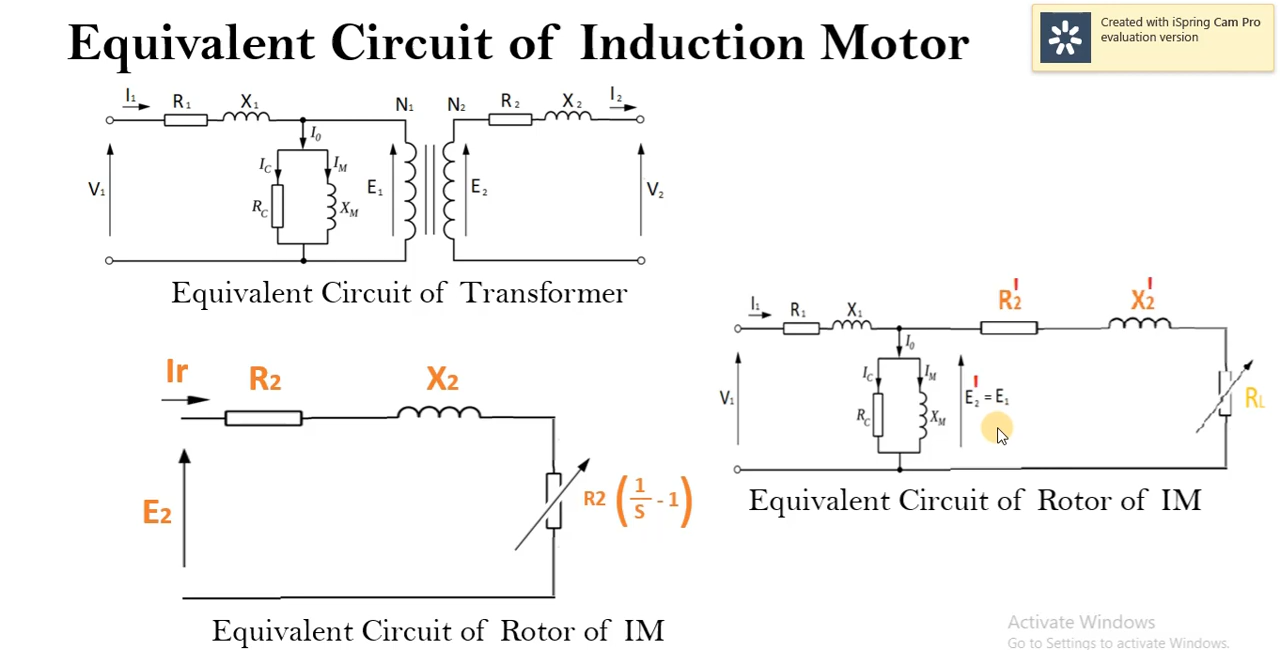 Equivalent Circuit of Induction Motor
Created with iSpring Cam Pro
evaluation version
I1
R1
X1
N1
N2
R2
X2
I2
I0
IC
IM
V1
RC
XM
E1
E2
V2
Equivalent Circuit of Transformer
Ir
R2
X2
E2
R2 (1/S - 1)
Equivalent Circuit of Rotor of IM
I1
R1
X1
R2'
X2'
I0
IC
IM
V1
RC
XM
E2' = E1
RL
Equivalent Circuit of Rotor of IM
Activate Windows
Go to Settings to activate Windows.